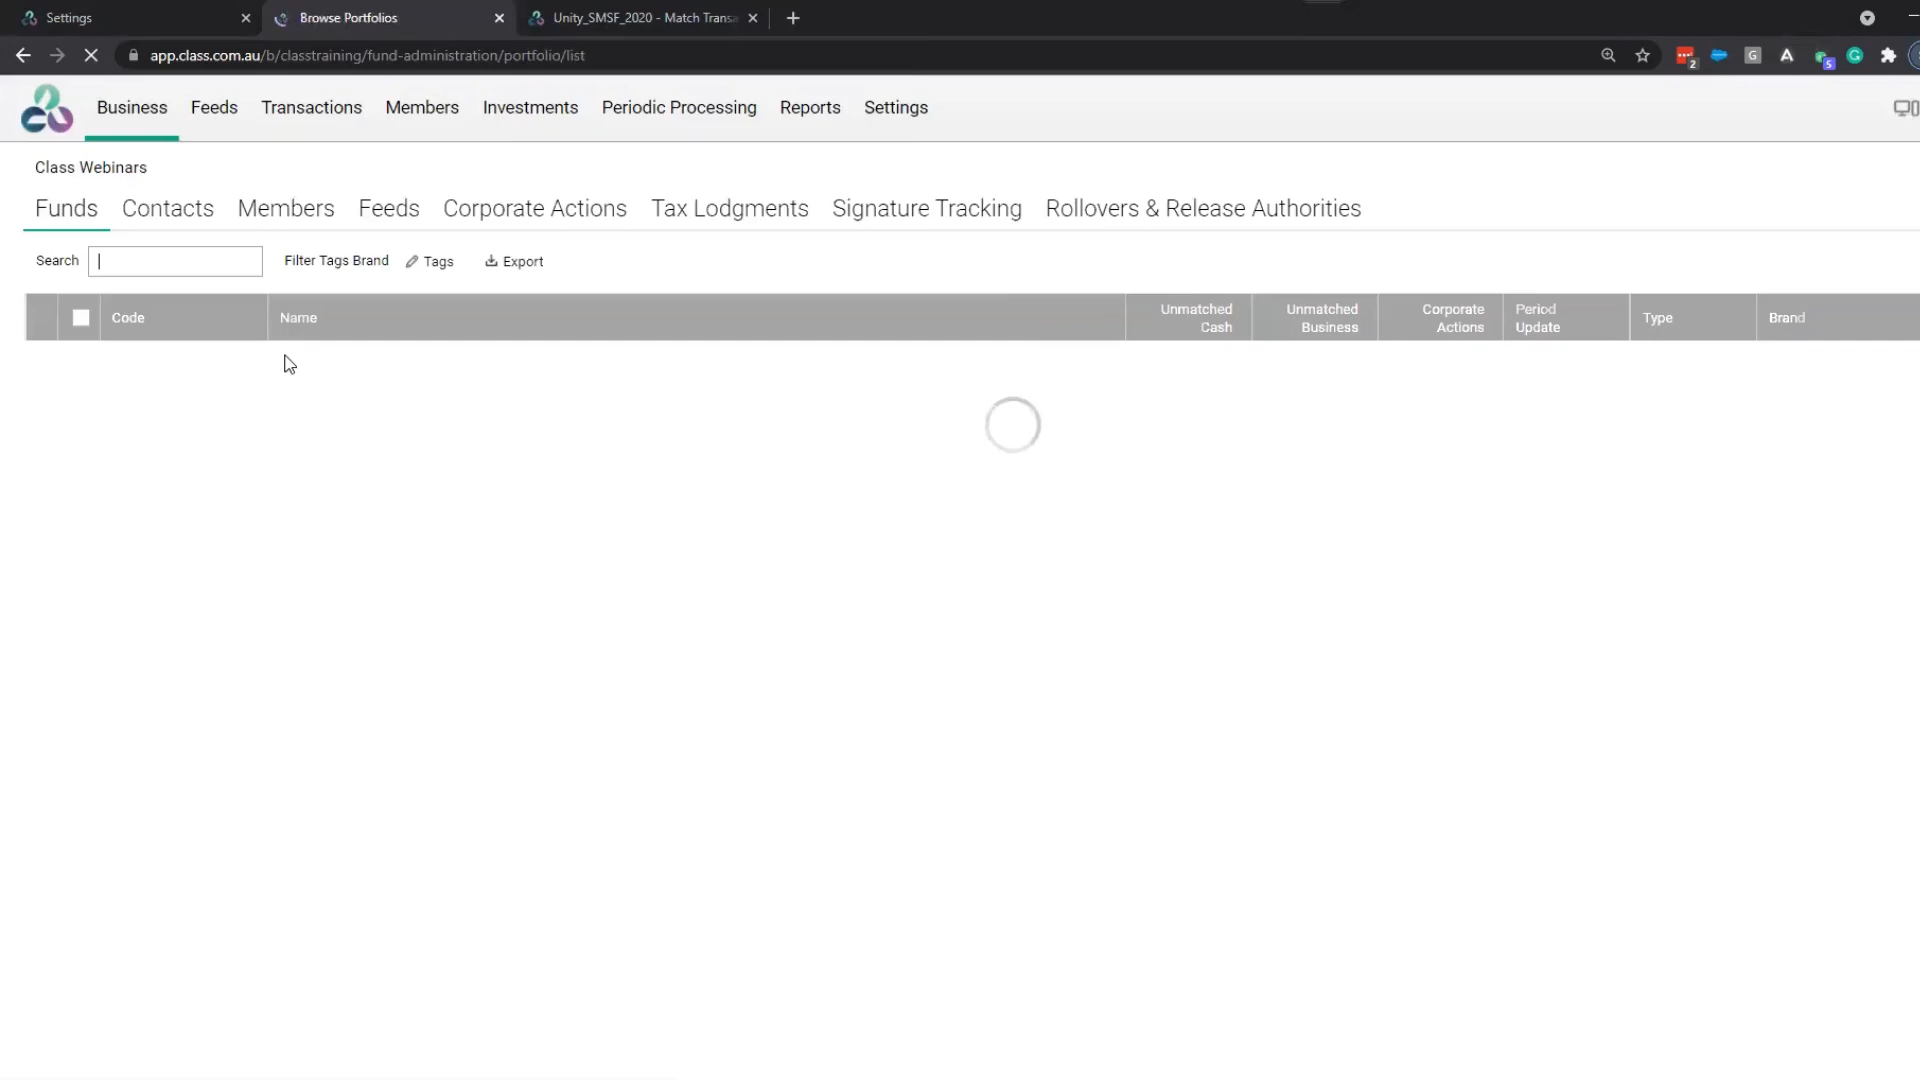 Settings
Browse Portfolios
Unity_SMSF_2020 - Match Trans
app.class.com.au/b/classtraining/fund-administration/portfolio/list
2
G
A
5
G
Business Feeds Transactions Members Investments Periodic Processing Reports Settings
Class Webinars
Funds Contacts Members Feeds Corporate Actions Tax Lodgments Signature Tracking Rollovers & Release Authorities
Search Filter Tags Brand Tags Export
Code Name Unmatched Cash Unmatched Business Corporate Actions Period Update Type Brand